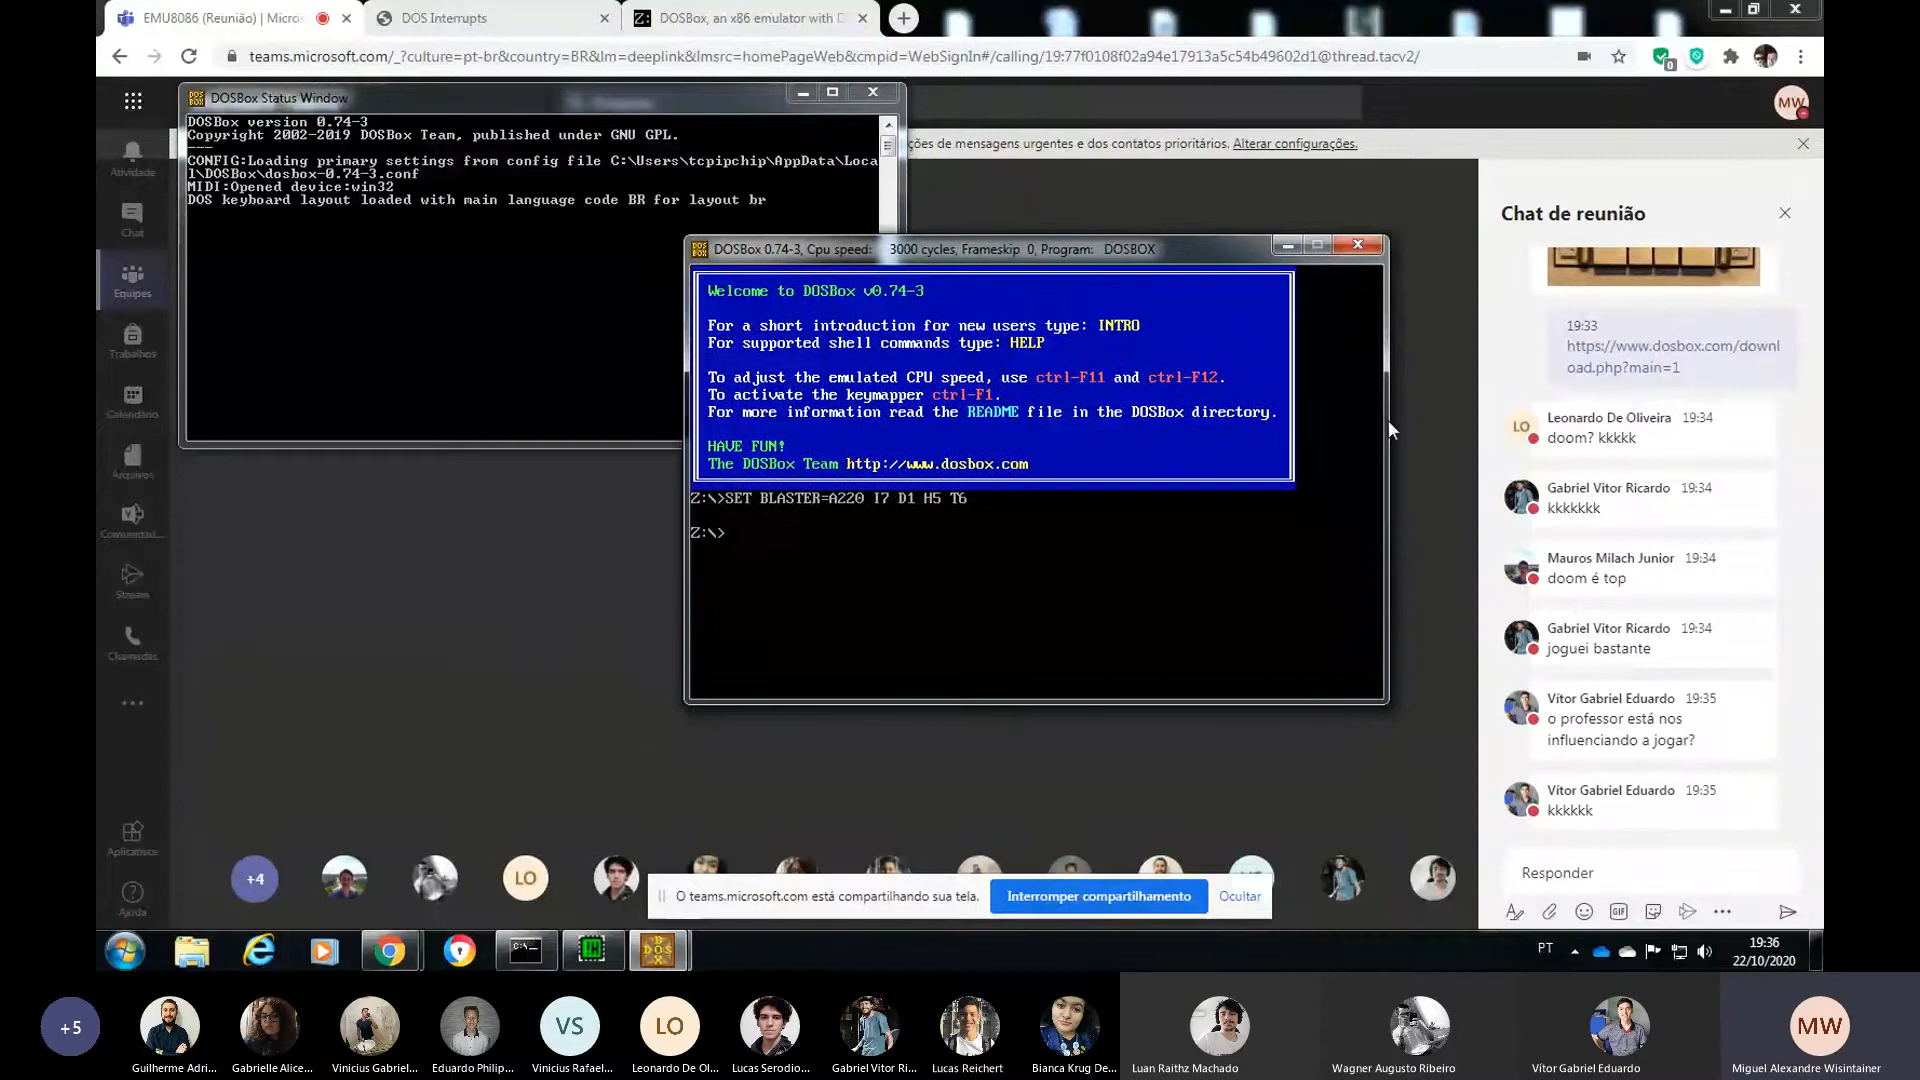 EMU8086 (Reunião) | Micros
DOS Interrupts
DOSBox, an x86 emulator with D
teams.microsoft.com/_?culture=pt-br&country=BR&lm=deeplink&lmsrc=homePageWeb&cmpid=WebSignIn#/calling/19:77f0108f02a94e17913a5c54b49602d1@thread.tacv2/
0
MW
ções de mensagens urgentes e dos contatos prioritários. Alterar configurações.
Atividade
Chat
Equipes
Trabalhos
Calendário
Arquivos
Comunidad...
Stream
Chamadas
Aplicativos
Ajuda
DOSBox Status Window
DOSBox version 0.74-3
Copyright 2002-2019 DOSBox Team, published under GNU GPL.
---
CONFIG:Loading primary settings from config file C:\Users\tcpipchip\AppData\Loca
l\DOSBox\dosbox-0.74-3.conf
MIDI:Opened device:win32
DOS keyboard layout loaded with main language code BR for layout br
DOSBox 0.74-3, Cpu speed: 3000 cycles, Frameskip 0, Program: DOSBOX
Welcome to DOSBox v0.74-3
For a short introduction for new users type: INTRO
For supported shell commands type: HELP
To adjust the emulated CPU speed, use ctrl-F11 and ctrl-F12.
To activate the keymapper ctrl-F1.
For more information read the README file in the DOSBox directory.
HAVE FUN!
The DOSBox Team http://www.dosbox.com
Z:\>SET BLASTER=A220 I7 D1 H5 T6
Z:\>
Chat de reunião
19:33
https://www.dosbox.com/downl
oad.php?main=1
LO
Leonardo De Oliveira 19:34
doom? kkkkk
Gabriel Vitor Ricardo 19:34
kkkkkkk
Mauros Milach Junior 19:34
doom é top
Gabriel Vitor Ricardo 19:34
joguei bastante
Vítor Gabriel Eduardo 19:35
o professor está nos
influenciando a jogar?
Vítor Gabriel Eduardo 19:35
kkkkkk
Responder
GIF
+4
LO
O teams.microsoft.com está compartilhando sua tela.
Interromper compartilhamento
Ocultar
PT
19:36
22/10/2020
+5
VS
LO
MW
Guilherme Adri...
Gabrielle Alice...
Vinicius Gabriel...
Eduardo Philip...
Vinicius Rafael...
Leonardo De Ol...
Lucas Serodio...
Gabriel Vitor Ri...
Lucas Reichert
Bianca Krug De...
Luan Raithz Machado
Wagner Augusto Ribeiro
Vítor Gabriel Eduardo
Miguel Alexandre Wisintainer